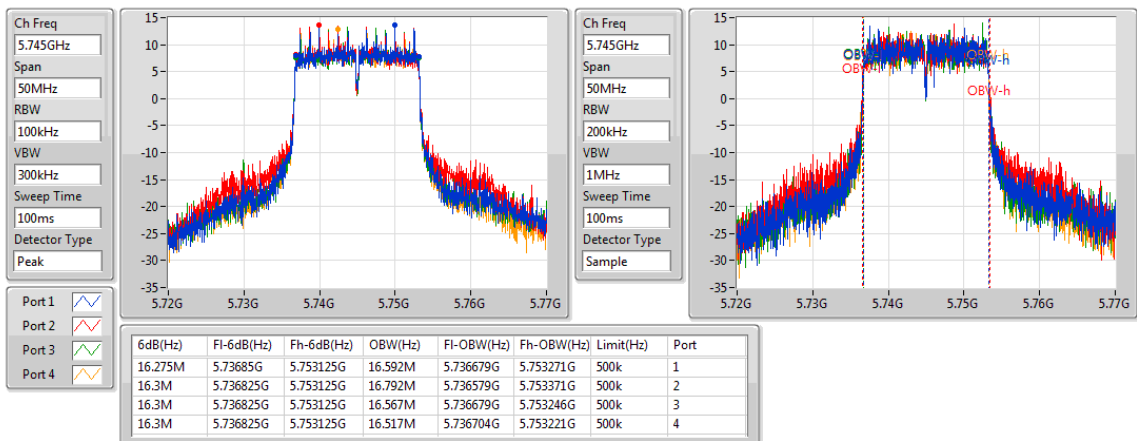 Ch Freq
5.745GHz
Span
50MHz
RBW
100kHz
VBW
300kHz
Sweep Time
100ms
Detector Type
Peak
15
10
5
0
-5
-10
-15
-20
-25
-30
-35
5.72G 5.73G 5.74G 5.75G 5.76G 5.77G
Ch Freq
5.745GHz
Span
50MHz
RBW
200kHz
VBW
1MHz
Sweep Time
100ms
Detector Type
Sample
15
10
5
0
-5
-10
-15
-20
-25
-30
-35
OBW-h
5.72G 5.73G 5.74G 5.75G 5.76G 5.77G
Port 1
Port 2
Port 3
Port 4
6dB(Hz) Fl-6dB(Hz) Fh-6dB(Hz) OBW(Hz) Fl-OBW(Hz) Fh-OBW(Hz) Limit(Hz) Port
16.275M 5.73685G 5.753125G 16.592M 5.736679G 5.753271G 500k 1
16.3M 5.736825G 5.753125G 16.792M 5.736579G 5.753371G 500k 2
16.3M 5.736825G 5.753125G 16.567M 5.736679G 5.753246G 500k 3
16.3M 5.736825G 5.753125G 16.517M 5.736704G 5.753221G 500k 4